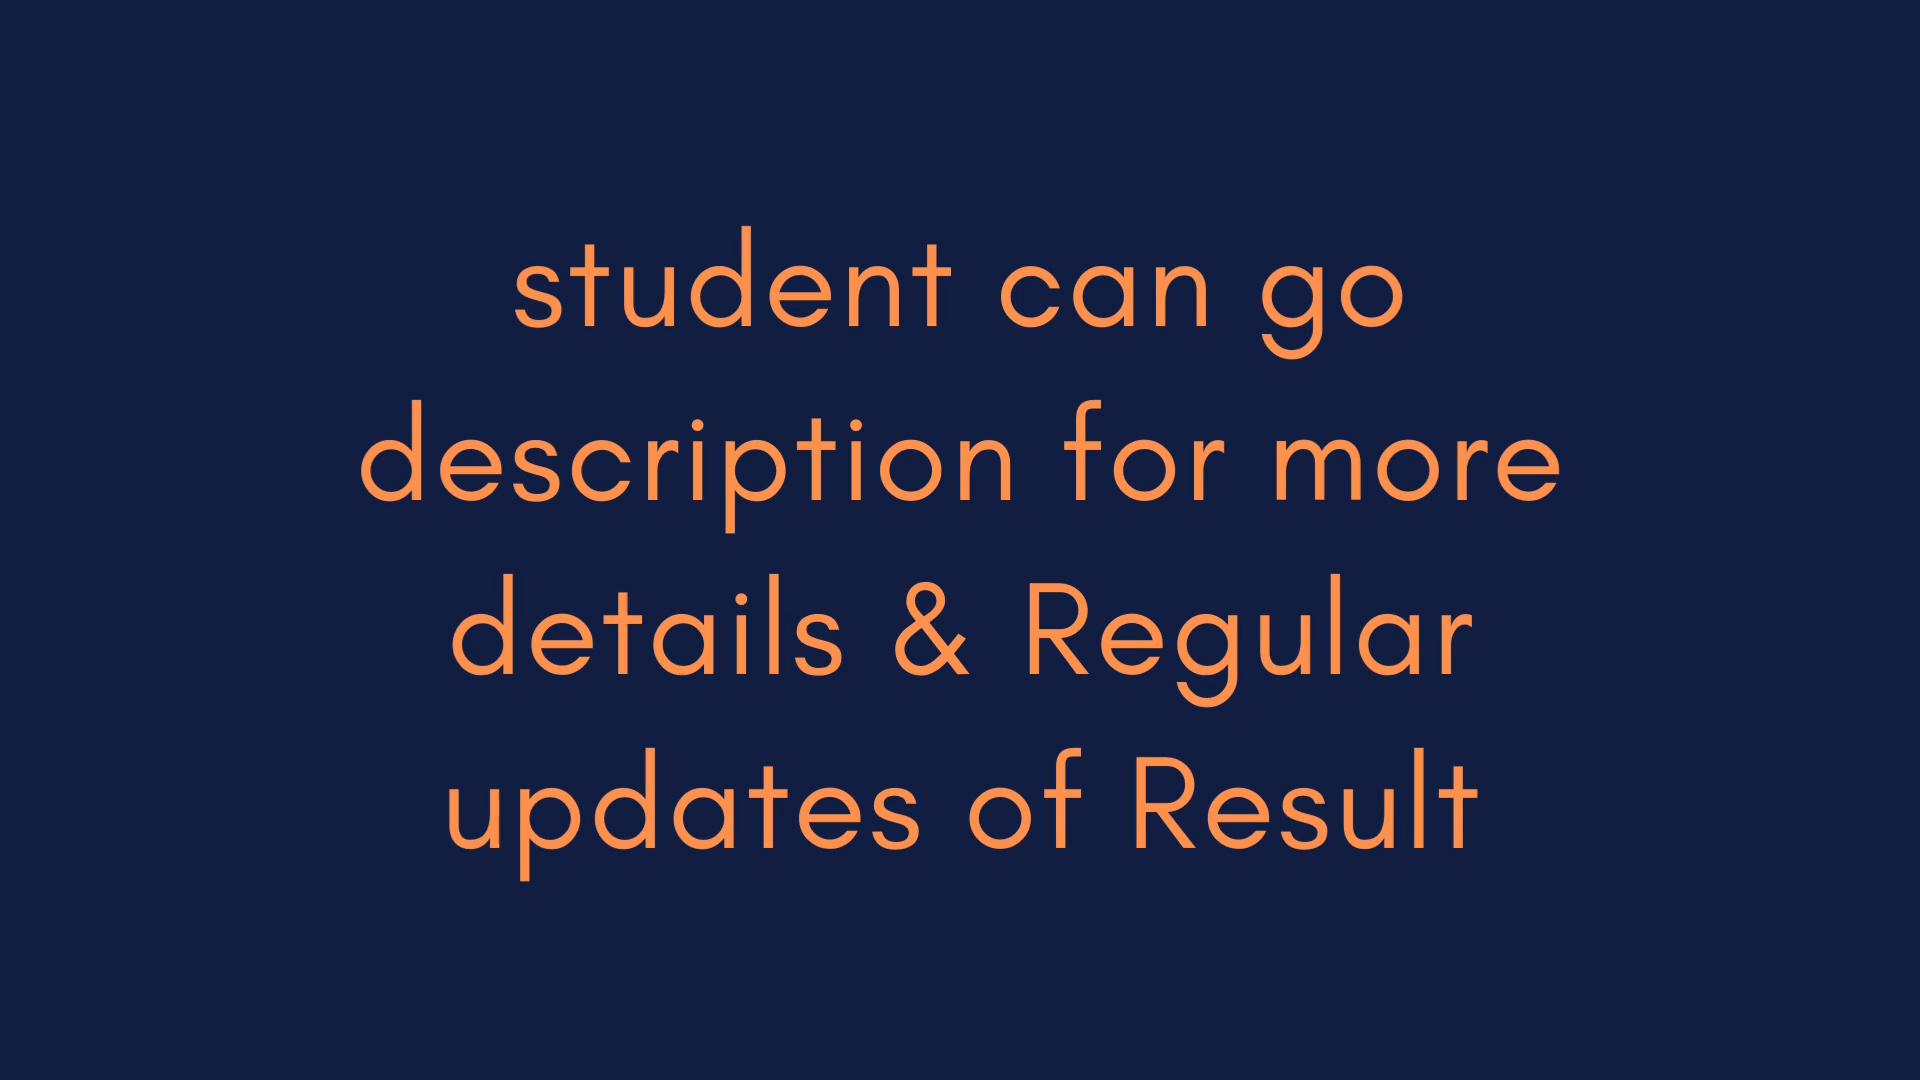 student can go
description for more
details & Regular
updates of Result